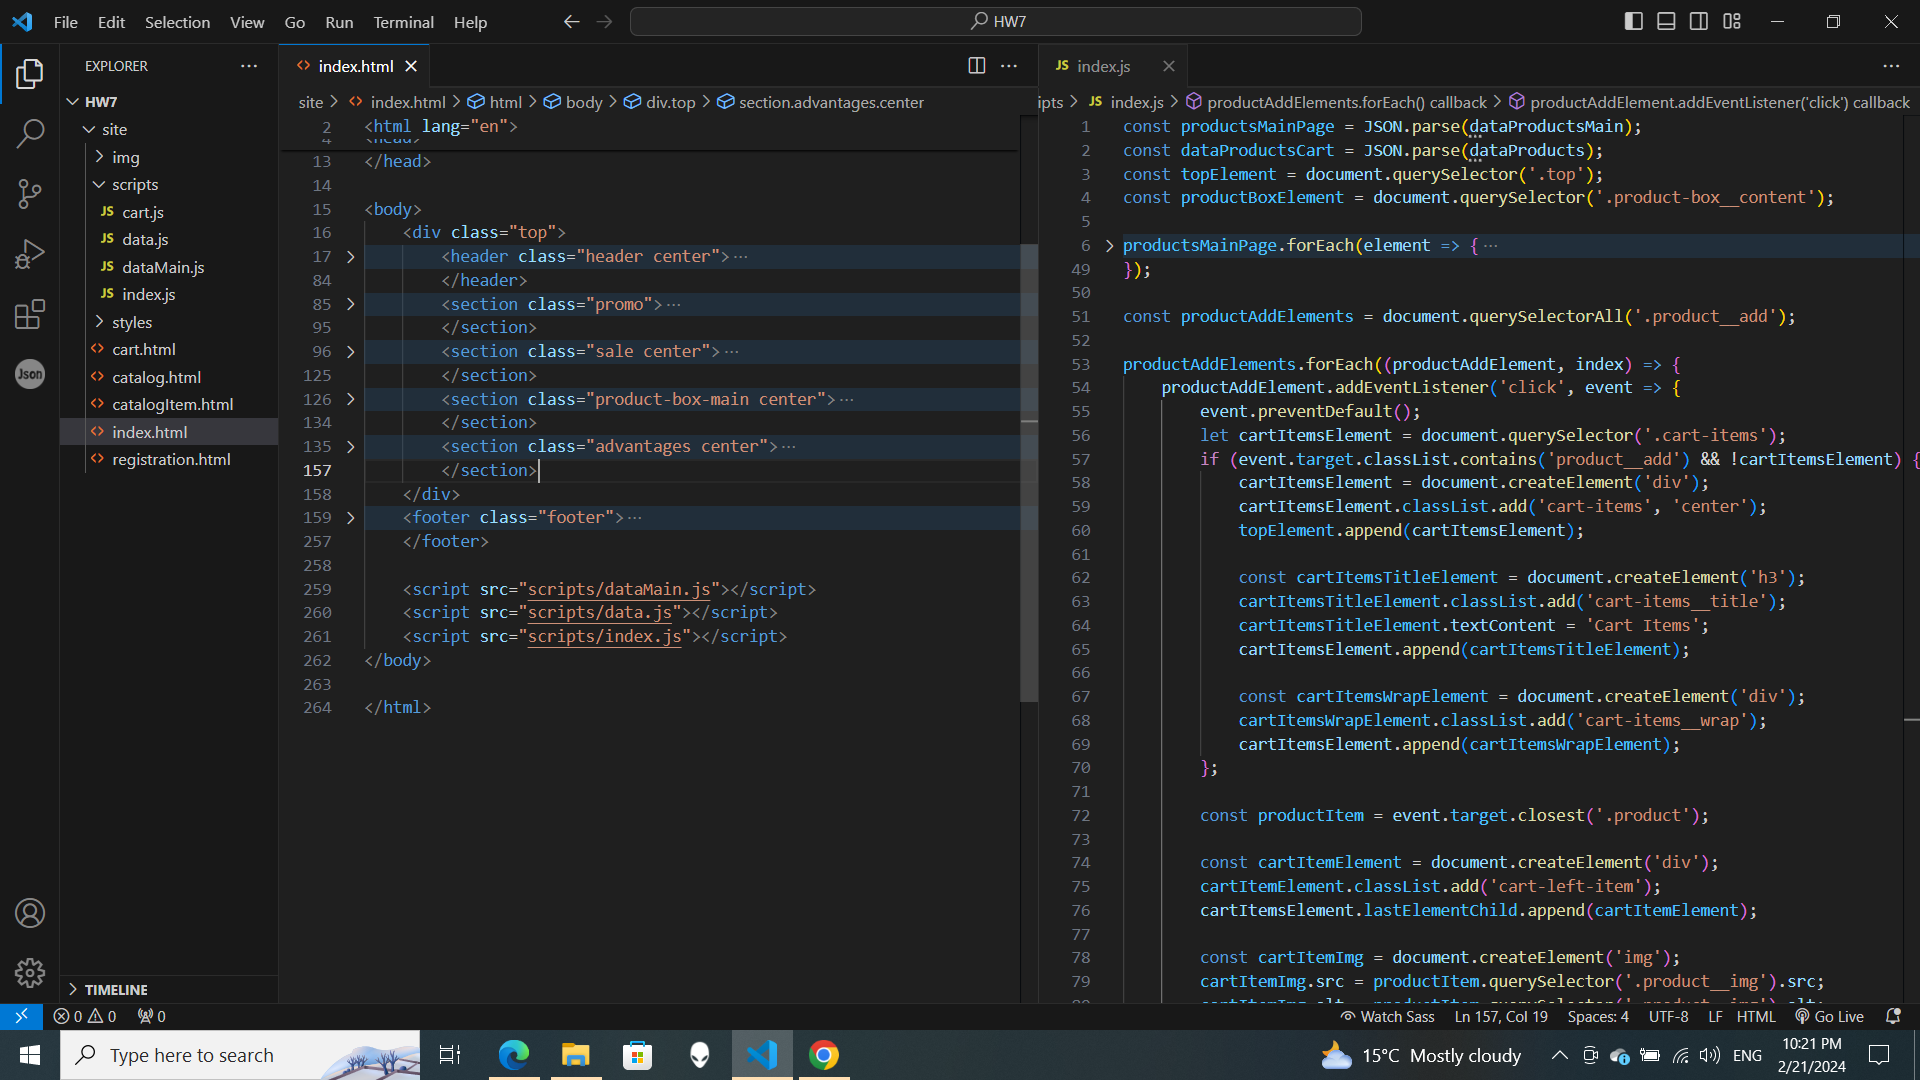 File Edit Selection View Go Run Terminal Help
HW7
EXPLORER
HW7
site
img
scripts
JS cart.js
JS data.js
JS dataMain.js
JS index.js
styles
cart.html
catalog.html
catalogItem.html
index.html
registration.html
TIMELINE
Json
index.html
site > index.html > html > body > div.top > section.advantages.center
2 <html lang="en">
13 </head>
14
15 <body>
16 <div class="top">
17 <header class="header center">···
84 </header>
85 <section class="promo">···
95 </section>
96 <section class="sale center">···
125 </section>
126 <section class="product-box-main center">···
134 </section>
135 <section class="advantages center">···
157 </section>
158 </div>
159 <footer class="footer">···
257 </footer>
258
259 <script src="scripts/dataMain.js"></script>
260 <script src="scripts/data.js"></script>
261 <script src="scripts/index.js"></script>
262 </body>
263
264 </html>
JS index.js
ipts > JS index.js > productAddElements.forEach() callback > productAddElement.addEventListener('click') callback
1 const productsMainPage = JSON.parse(dataProductsMain);
2 const dataProductsCart = JSON.parse(dataProducts);
3 const topElement = document.querySelector('.top');
4 const productBoxElement = document.querySelector('.product-box__content');
5
6 productsMainPage.forEach(element => {···
49 });
50
51 const productAddElements = document.querySelectorAll('.product__add');
52
53 productAddElements.forEach((productAddElement, index) => {
54 productAddElement.addEventListener('click', event => {
55 event.preventDefault();
56 let cartItemsElement = document.querySelector('.cart-items');
57 if (event.target.classList.contains('product__add') && !cartItemsElement) {
58 cartItemsElement = document.createElement('div');
59 cartItemsElement.classList.add('cart-items', 'center');
60 topElement.append(cartItemsElement);
61
62 const cartItemsTitleElement = document.createElement('h3');
63 cartItemsTitleElement.classList.add('cart-items__title');
64 cartItemsTitleElement.textContent = 'Cart Items';
65 cartItemsElement.append(cartItemsTitleElement);
66
67 const cartItemsWrapElement = document.createElement('div');
68 cartItemsWrapElement.classList.add('cart-items__wrap');
69 cartItemsElement.append(cartItemsWrapElement);
70 };
71
72 const productItem = event.target.closest('.product');
73
74 const cartItemElement = document.createElement('div');
75 cartItemElement.classList.add('cart-left-item');
76 cartItemsElement.lastElementChild.append(cartItemElement);
77
78 const cartItemImg = document.createElement('img');
79 cartItemImg.src = productItem.querySelector('.product__img').src;
0 0 0
Watch Sass Ln 157, Col 19 Spaces: 4 UTF-8 LF HTML Go Live
Type here to search
15°C Mostly cloudy
ENG
10:21 PM
2/21/2024